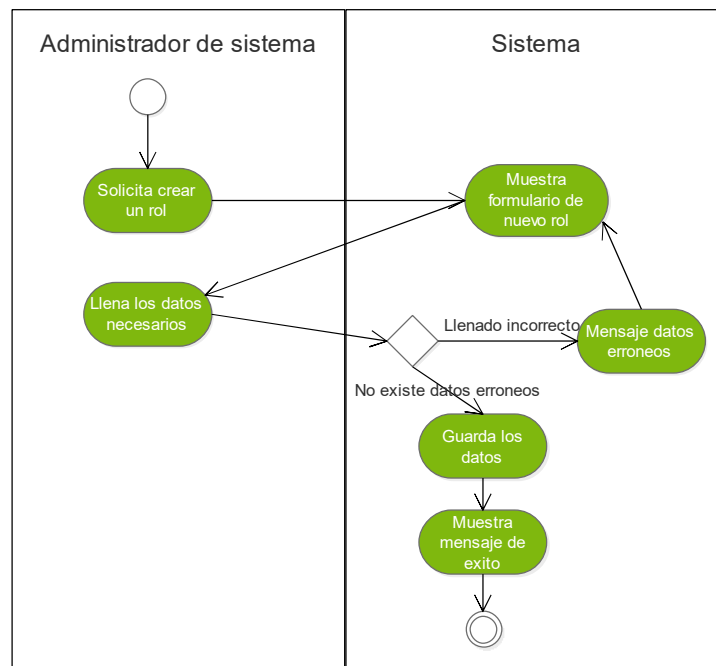 Administrador de sistema
Sistema
Solicita crear
un rol
Muestra
formulario de
nuevo rol
Llena los datos
necesarios
Llenado incorrecto
Mensaje datos
erroneos
No existe datos erroneos
Guarda los
datos
Muestra
mensaje de
exito